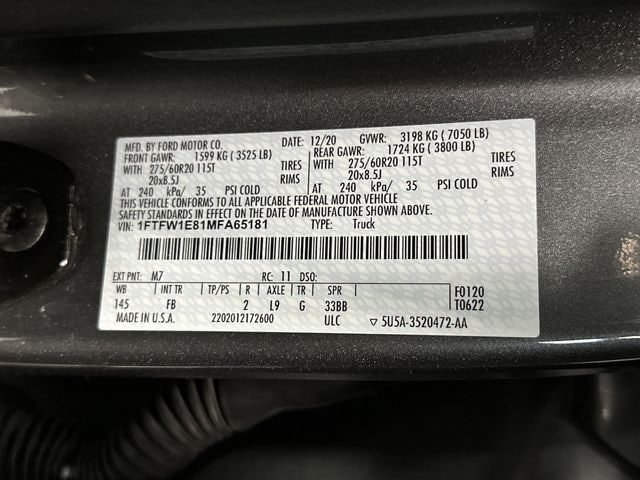 MFD. BY FORD MOTOR CO. 12/20 GVWR: 3198 KG ( 7050 LB)
FRONT GAWR: 1599 KG ( 3525 LB) REAR GAWR: 1724 KG ( 3800 LB)
WITH 275/60R20 115T TIRES WITH 275/60R20 115T TIRES
20x8.5J RIMS 20x8.5J RIMS
AT 240 kPa/ 35 PSI COLD AT 240 kPa/ 35 PSI COLD
THIS VEHICLE CONFORMS TO ALL APPLICABLE FEDERAL MOTOR VEHICLE
SAFETY STANDARDS IN EFFECT ON THE DATE OF MANUFACTURE SHOWN ABOVE.
VIN: 1FTFW1E81MFA65181 TYPE: Truck
EXT PNT: M7 RC: 11 DSO:
WB INT TR TP/PS R AXLE TR SPR F0120
145 FB 2 L9 G 33BB T0622
MADE IN U.S.A. 2202012172600 ULC ▽ 5U5A-3520472-AA